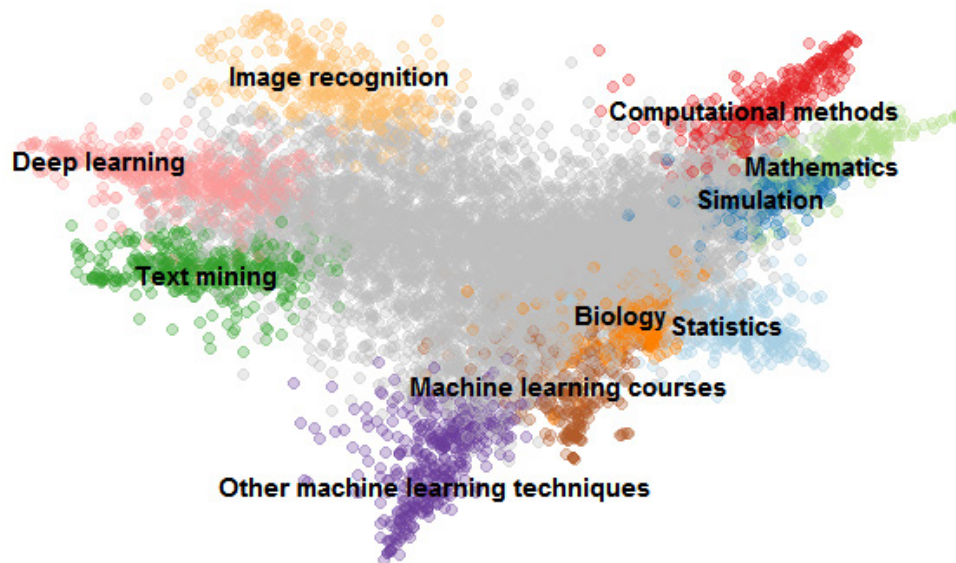 Image recognition
Computational methods
Deep learning
Mathematics
Simulation
Text mining
Biology
Statistics
Machine learning courses
Other machine learning techniques